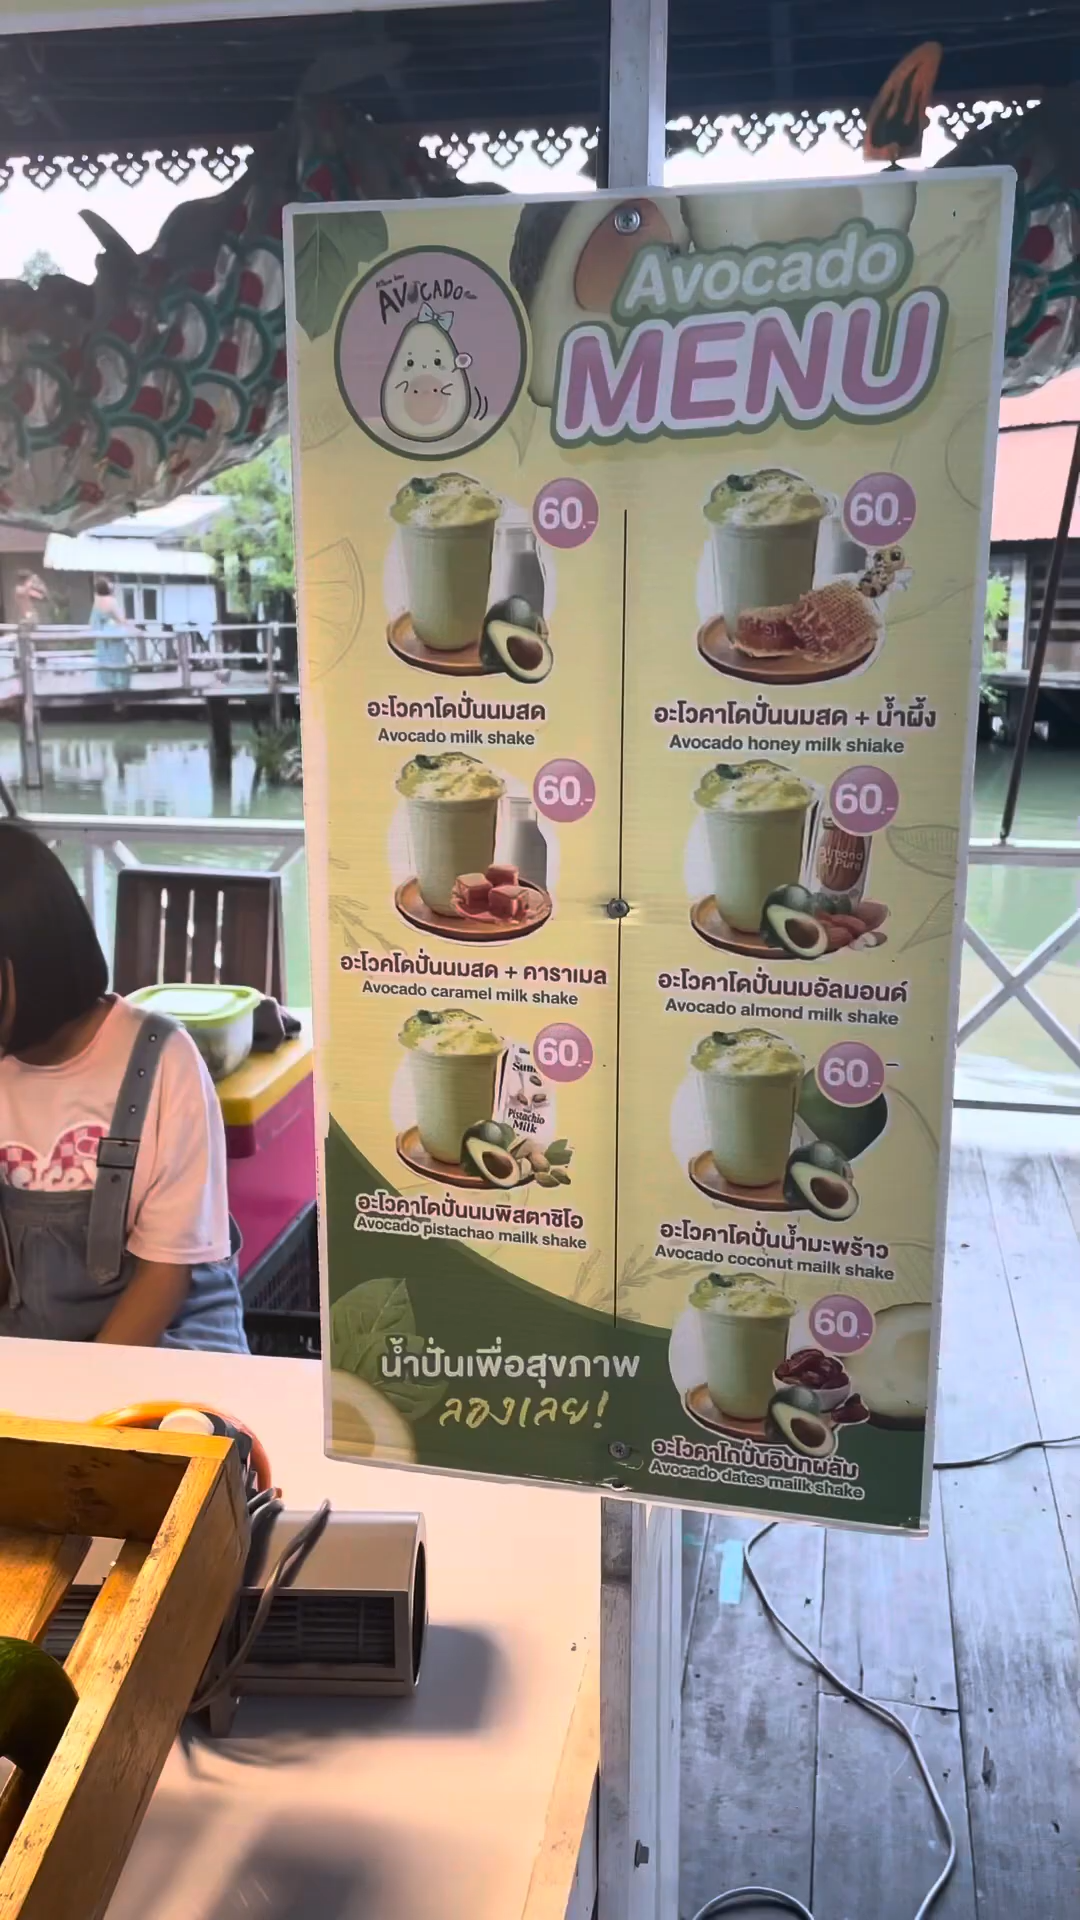 AVOCADO
Avocado
MENU
60.-
อะโวคาโดปั่นนมสด
Avocado milk shake
60.-
อะโวคาโดปั่นนมสด + น้ำผึ้ง
Avocado honey milk shiake
60.-
อะโวคโดปั่นนมสด + คาราเมล
Avocado caramel milk shake
60.-
Almond
อะโวคาโดปั่นนมอัลมอนด์
Avocado almond milk shake
60.-
Pistachio
Milk
อะโวคาโดปั่นนมพิสตาชิโอ
Avocado pistachao mailk shake
60.-
อะโวคาโดปั่นน้ำมะพร้าว
Avocado coconut mailk shake
60.-
อะโวคาโดปั่นอินทผลัม
Avocado dates mailk shake
น้ำปั่นเพื่อสุขภาพ
ลองเลย!